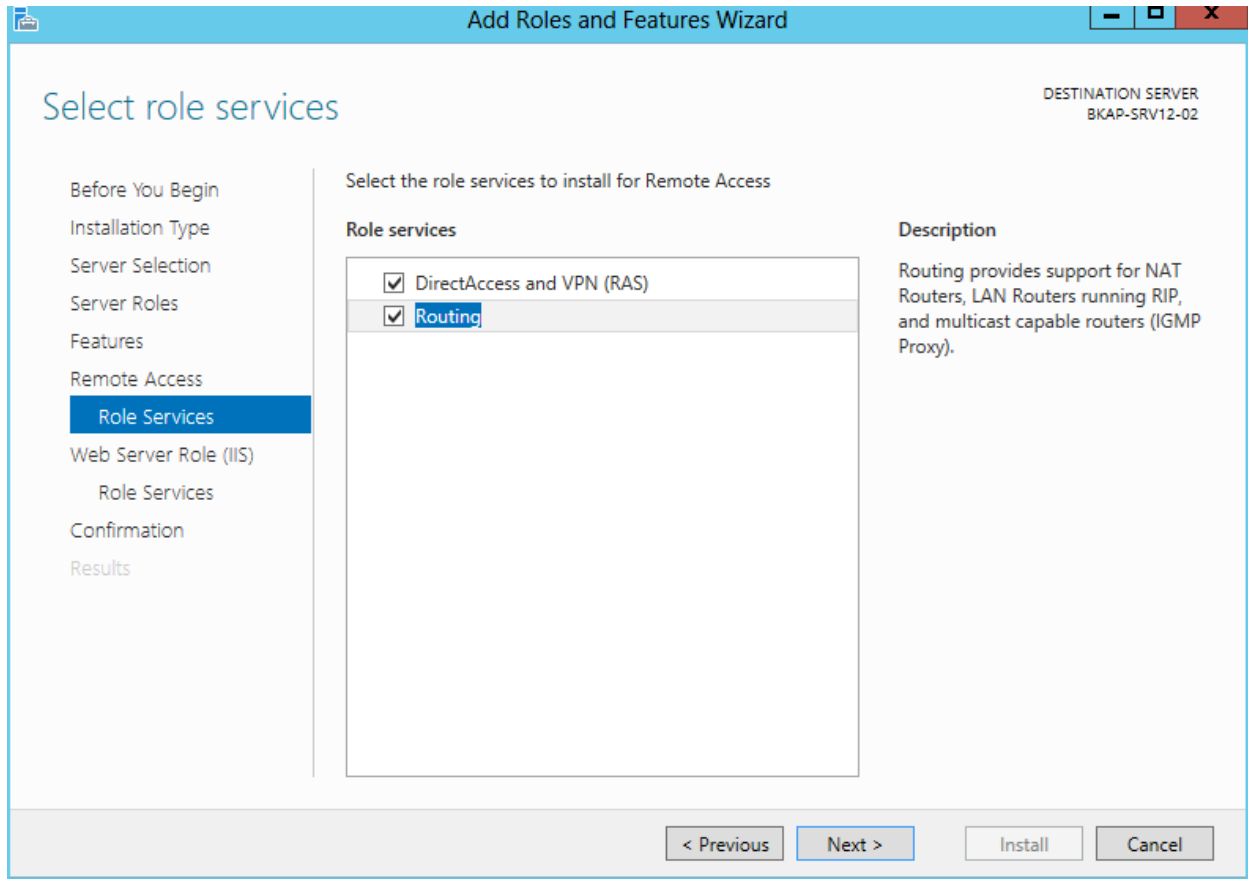 Add Roles and Features Wizard
Select role services
DESTINATION SERVER
BKAP-SRV12-02
Before You Begin
Installation Type
Server Selection
Server Roles
Features
Remote Access
Role Services
Web Server Role (IIS)
Role Services
Confirmation
Results
Select the role services to install for Remote Access
Role services
DirectAccess and VPN (RAS)
Routing
Description
Routing provides support for NAT
Routers, LAN Routers running RIP,
and multicast capable routers (IGMP
Proxy).
< Previous
Next >
Install
Cancel